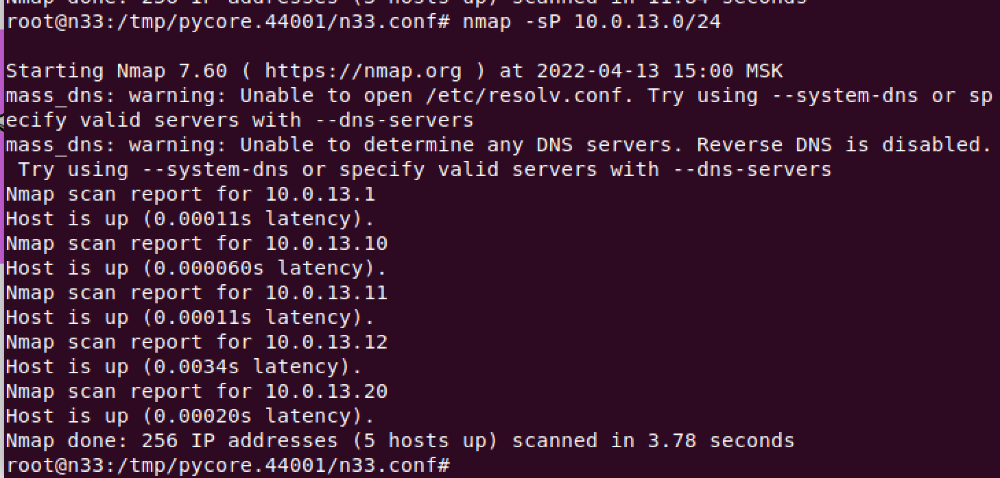 Nmap done: 256 IP addresses (5 hosts up) scanned in 11.84 seconds
root@n33:/tmp/pycore.44001/n33.conf# nmap -sP 10.0.13.0/24
Starting Nmap 7.60 ( https://nmap.org ) at 2022-04-13 15:00 MSK
mass_dns: warning: Unable to open /etc/resolv.conf. Try using --system-dns or sp
ecify valid servers with --dns-servers
mass_dns: warning: Unable to determine any DNS servers. Reverse DNS is disabled.
Try using --system-dns or specify valid servers with --dns-servers
Nmap scan report for 10.0.13.1
Host is up (0.00011s latency).
Nmap scan report for 10.0.13.10
Host is up (0.000060s latency).
Nmap scan report for 10.0.13.11
Host is up (0.00011s latency).
Nmap scan report for 10.0.13.12
Host is up (0.0034s latency).
Nmap scan report for 10.0.13.20
Host is up (0.00020s latency).
Nmap done: 256 IP addresses (5 hosts up) scanned in 3.78 seconds
root@n33:/tmp/pycore.44001/n33.conf#